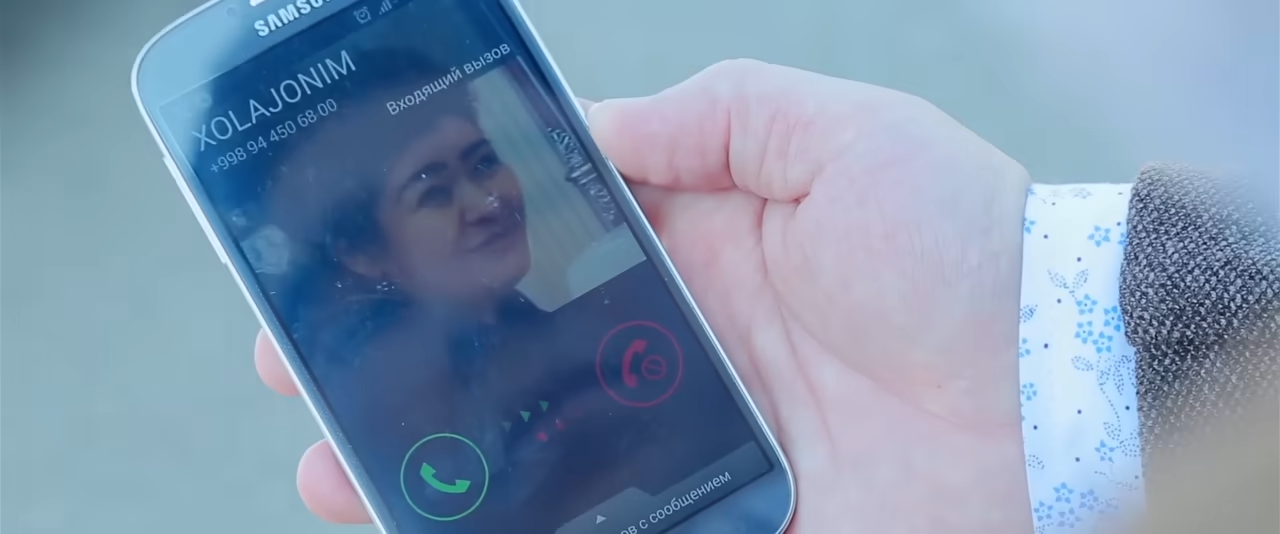 SAMSUNG
XOLAJONIM
+998 94 450 68 00
Входящий вызов
с сообщением